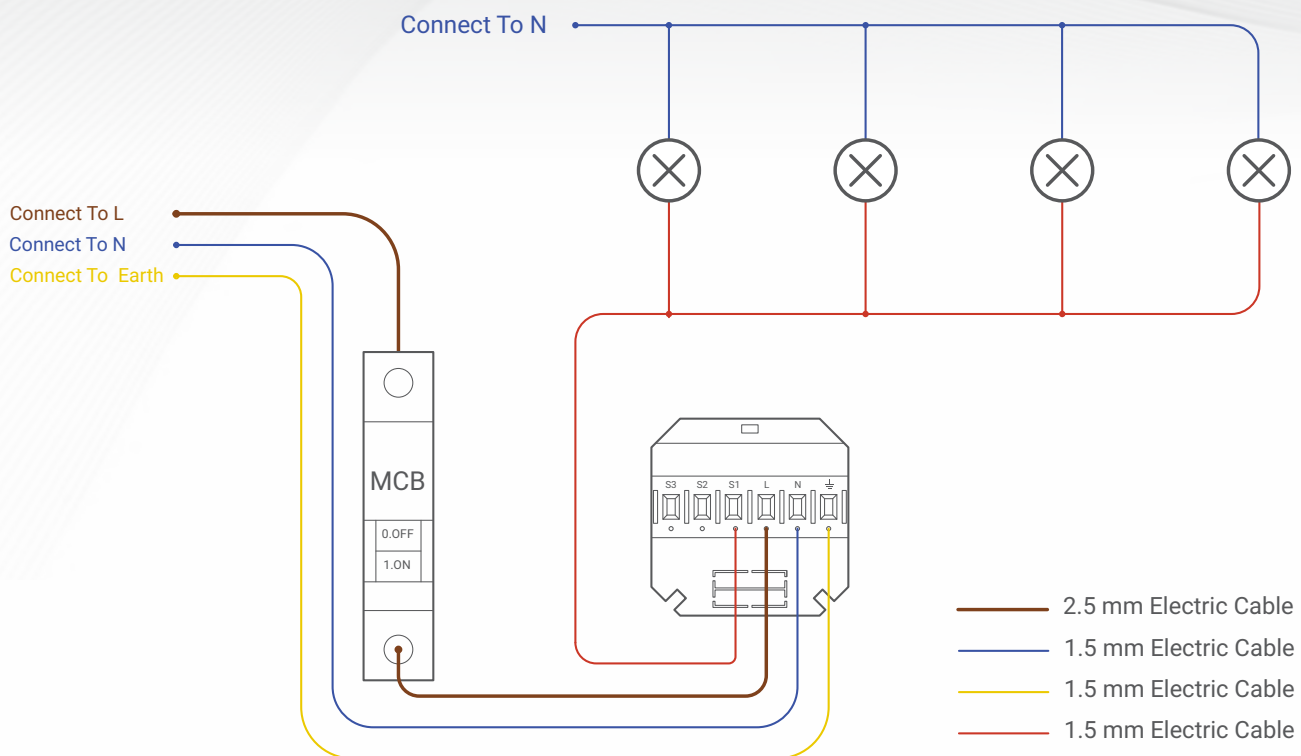 Connect To N
Connect To L
Connect To N
Connect To Earth
MCB
0.OFF
1.ON
S3 S2 S1 L N
2.5 mm Electric Cable
1.5 mm Electric Cable
1.5 mm Electric Cable
1.5 mm Electric Cable